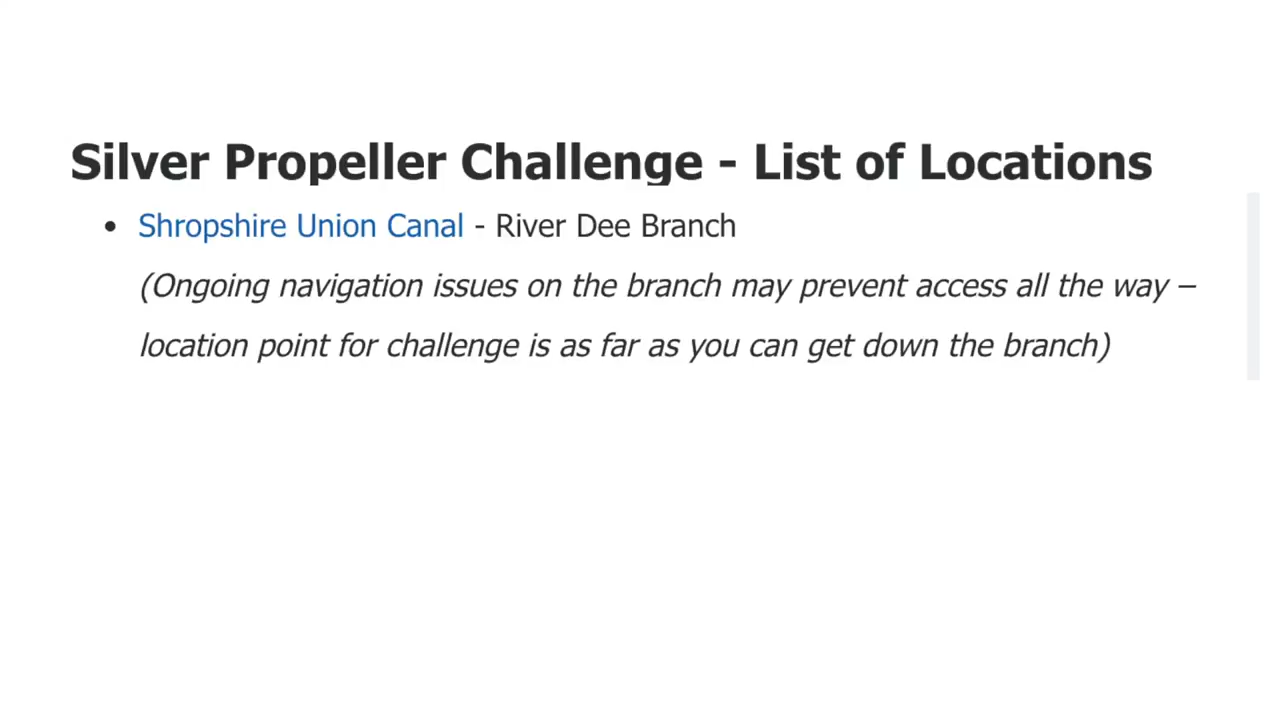 Silver Propeller Challenge - List of Locations
• Shropshire Union Canal - River Dee Branch
(Ongoing navigation issues on the branch may prevent access all the way –
location point for challenge is as far as you can get down the branch)